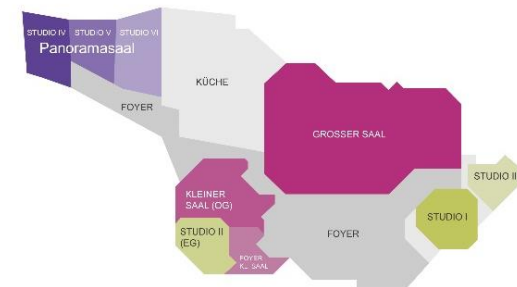 STUDIO IV STUDIO V STUDIO VI
Panoramasaal
KÜCHE
FOYER
GROSSER SAAL
STUDIO II
KLEINER
SAAL (OG)
STUDIO I
STUDIO II
(EG)
FOYER
FOYER
KL. SAAL